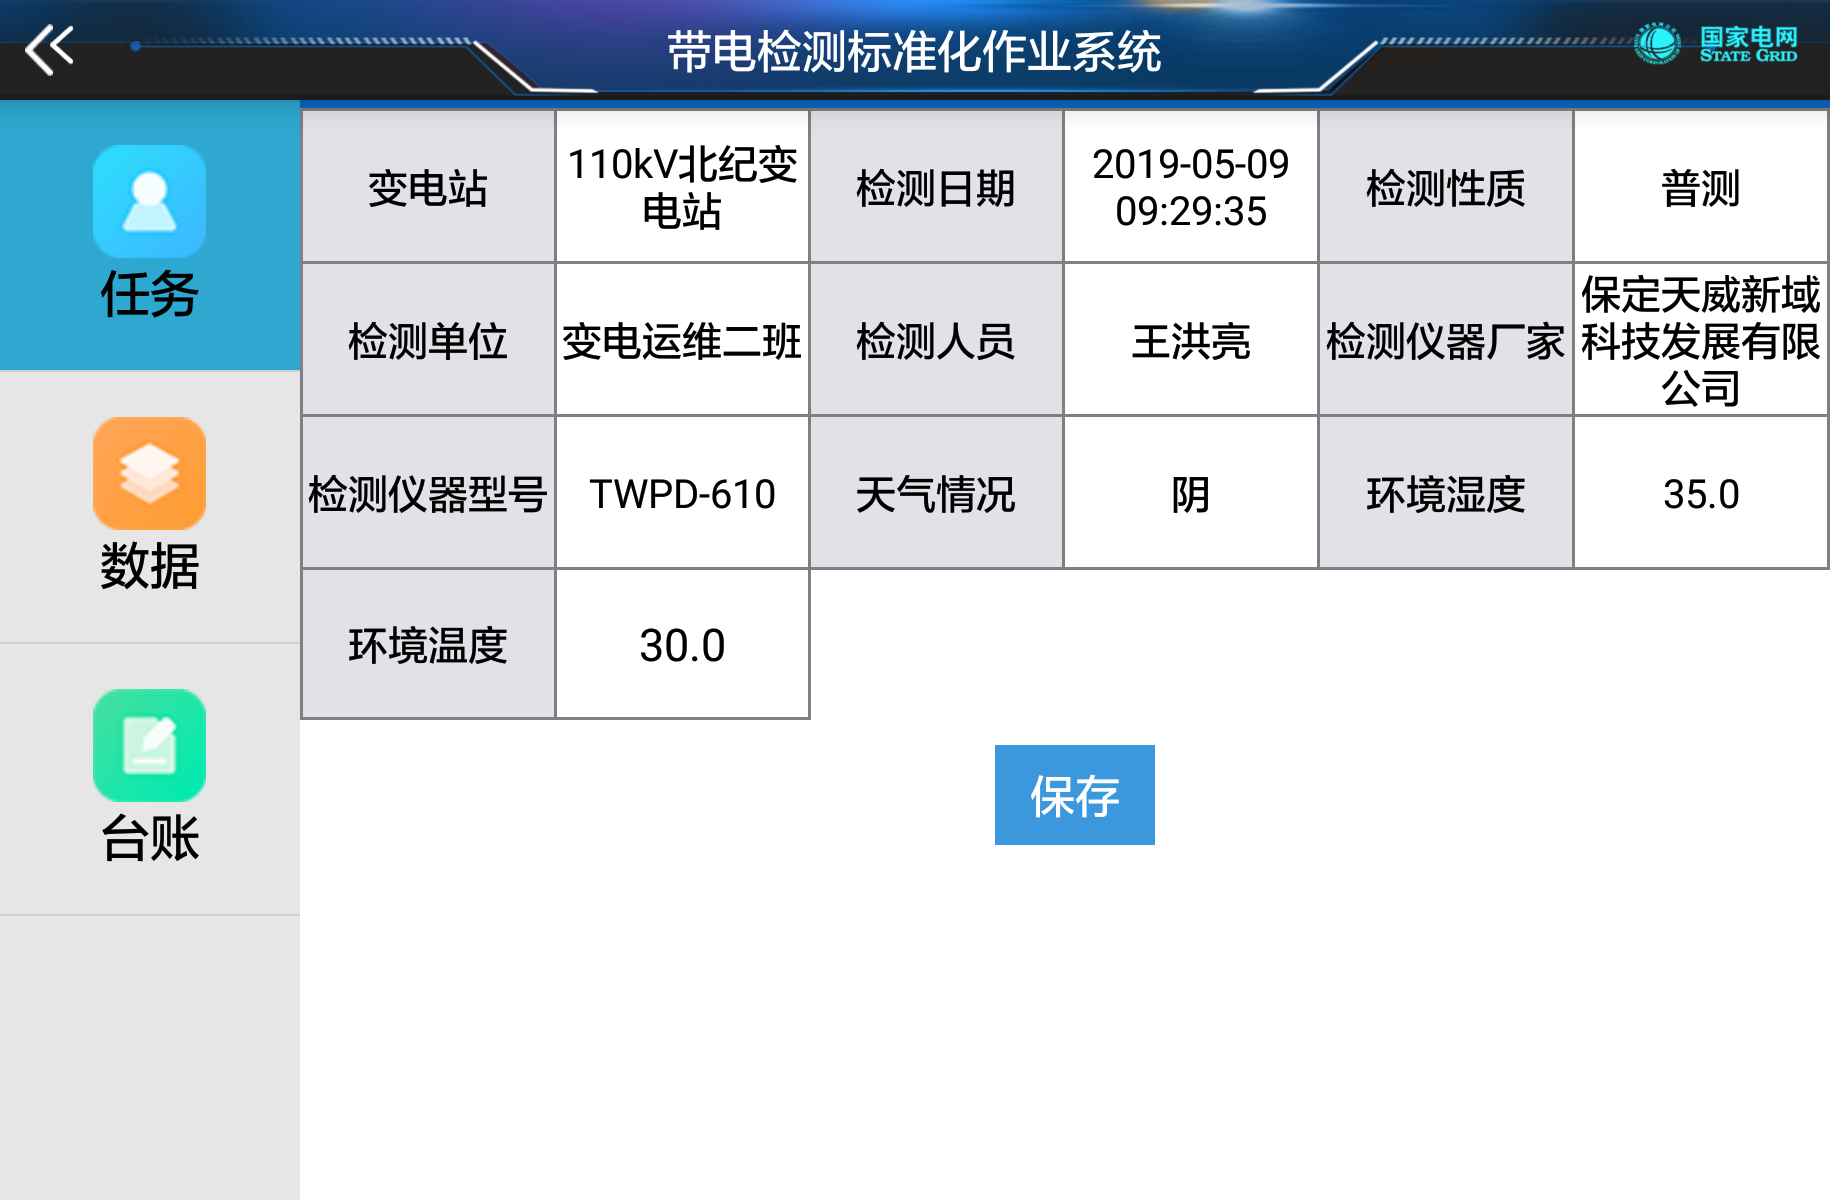 带电检测标准化作业系统
国家电网
STATE GRID
任务
数据
台账
变电站
110kV北纪变
电站
检测日期
2019-05-09
09:29:35
检测性质
普测
检测单位
变电运维二班
检测人员
王洪亮
检测仪器厂家
保定天威新域
科技发展有限
公司
检测仪器型号
TWPD-610
天气情况
阴
环境湿度
35.0
环境温度
30.0
保存